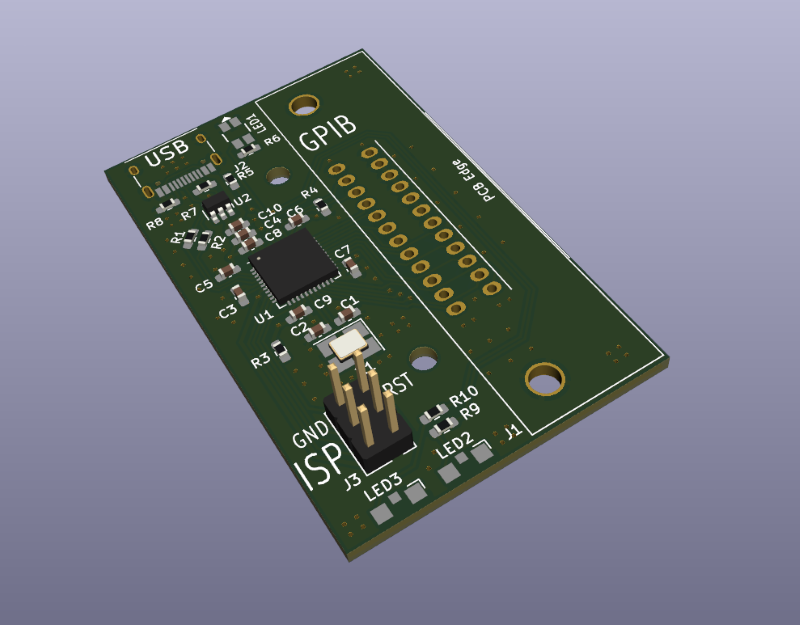 LED1
R6
USB
GPIB
J2
R5
PCB Edge
R8
R7
U2
R4
R1
R2
C10
C4
C6
C8
C7
C5
C3
U1
C9
C1
C2
R3
RST
R10
R9
GND
ISP
J3
LED2
J1
LED3